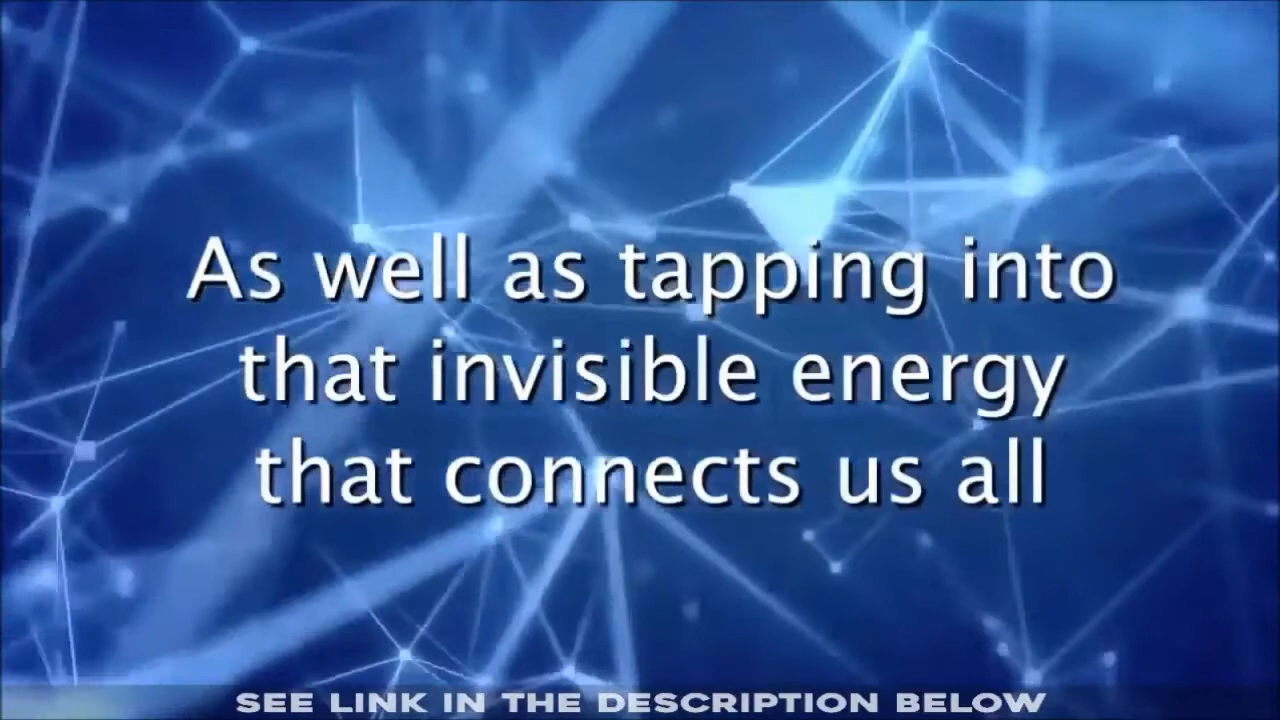 As well as tapping into
that invisible energy
that connects us all
SEE LINK IN THE DESCRIPTION BELOW